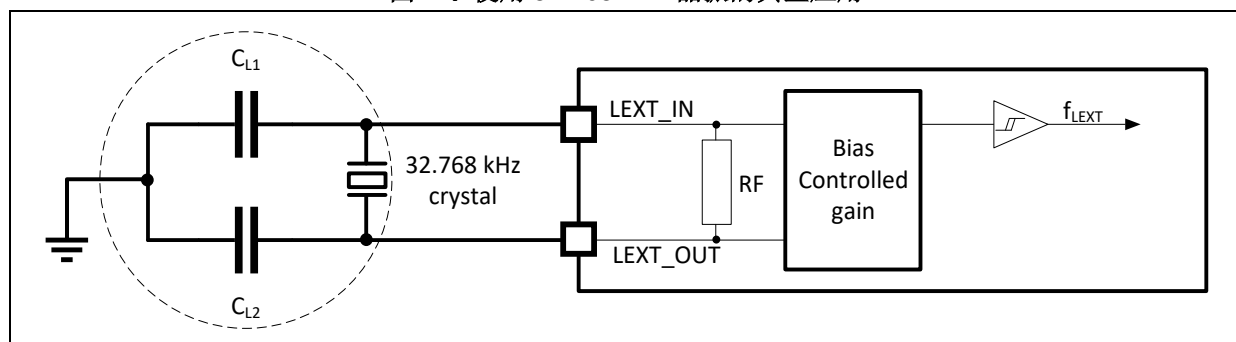 C_L1
LEXT_IN
f_LEXT
32.768 kHz
crystal
RF
Bias
Controlled
gain
LEXT_OUT
C_L2